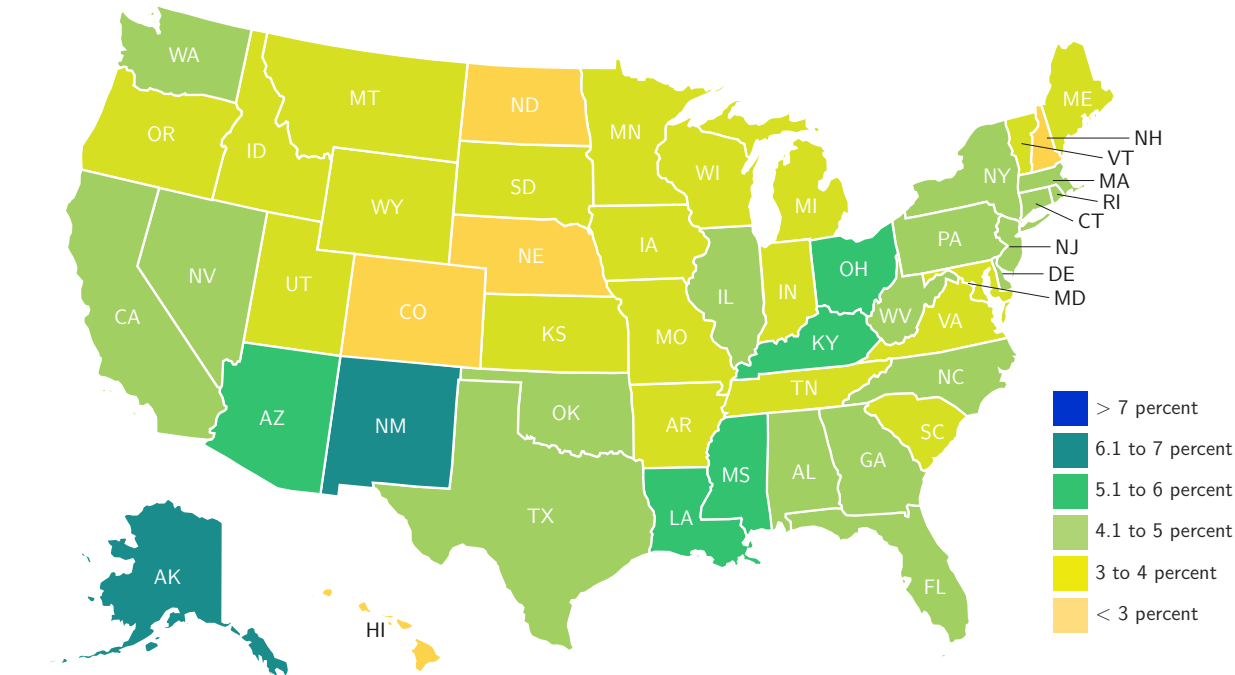 WA
MT
ND
ME
OR
ID
MN
NH
VT
WY
SD
WI
MI
NY
MA
RI
CT
NV
UT
NE
IA
PA
NJ
OH
DE
MD
CA
CO
KS
MO
IL
IN
WV
VA
KY
NC
TN
AZ
NM
OK
AR
SC
MS
AL
GA
TX
LA
FL
AK
HI
> 7 percent
6.1 to 7 percent
5.1 to 6 percent
4.1 to 5 percent
3 to 4 percent
< 3 percent